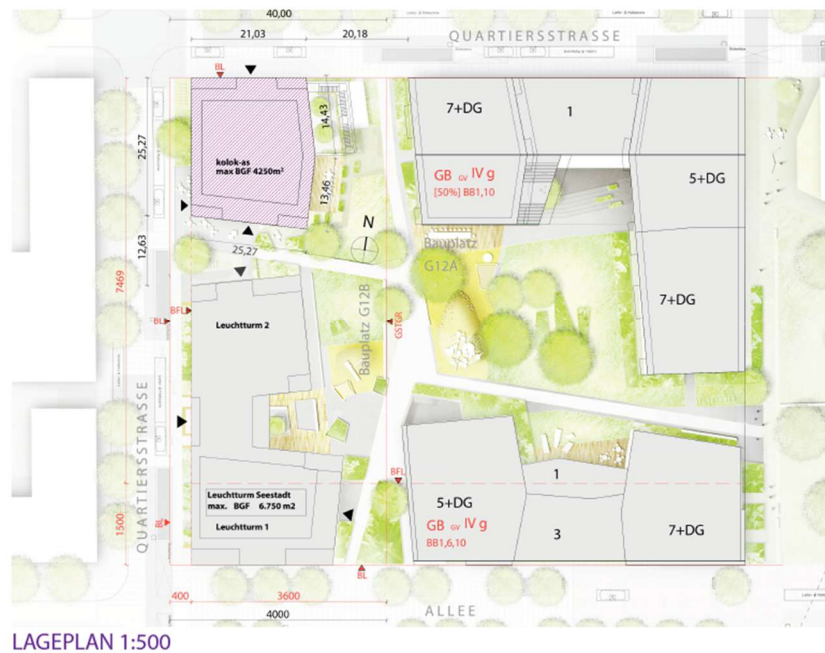 40,00
21,03
20,18
QUARTIERSSTRASSE
BL
7+DG
1
14,43
25,27
kolok-as
max BGF 4250m²
GB GV IV g
[50%] BB1,10
5+DG
13,46
N
25,27
12,63
Bauplatz
G12A
7469
7+DG
BFL
BL
Leuchtturm 2
Bauplatz G12B
GSTGR
QUARTIERSSTRASSE
BFL
1
Leuchtturm Seestadt
max. BGF 6.750 m2
5+DG
Leuchtturm 1
GB GV IV g
BB1,6,10
3
7+DG
1500
BL
BL
400
3600
4000
ALLEE
LAGEPLAN 1:500